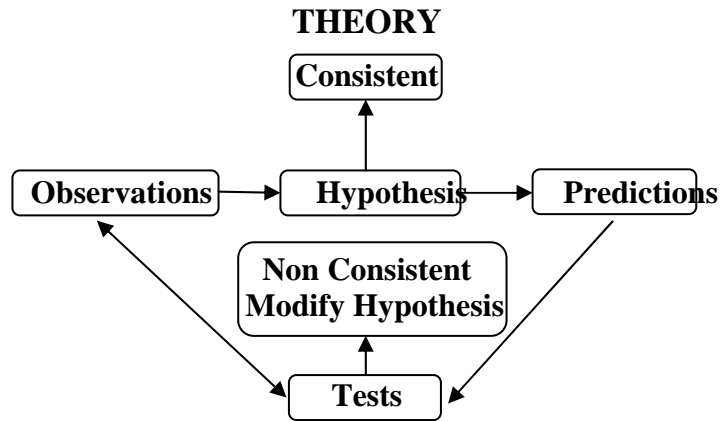 THEORY
Consistent
Observations
Hypothesis
Predictions
Non Consistent
Modify Hypothesis
Tests